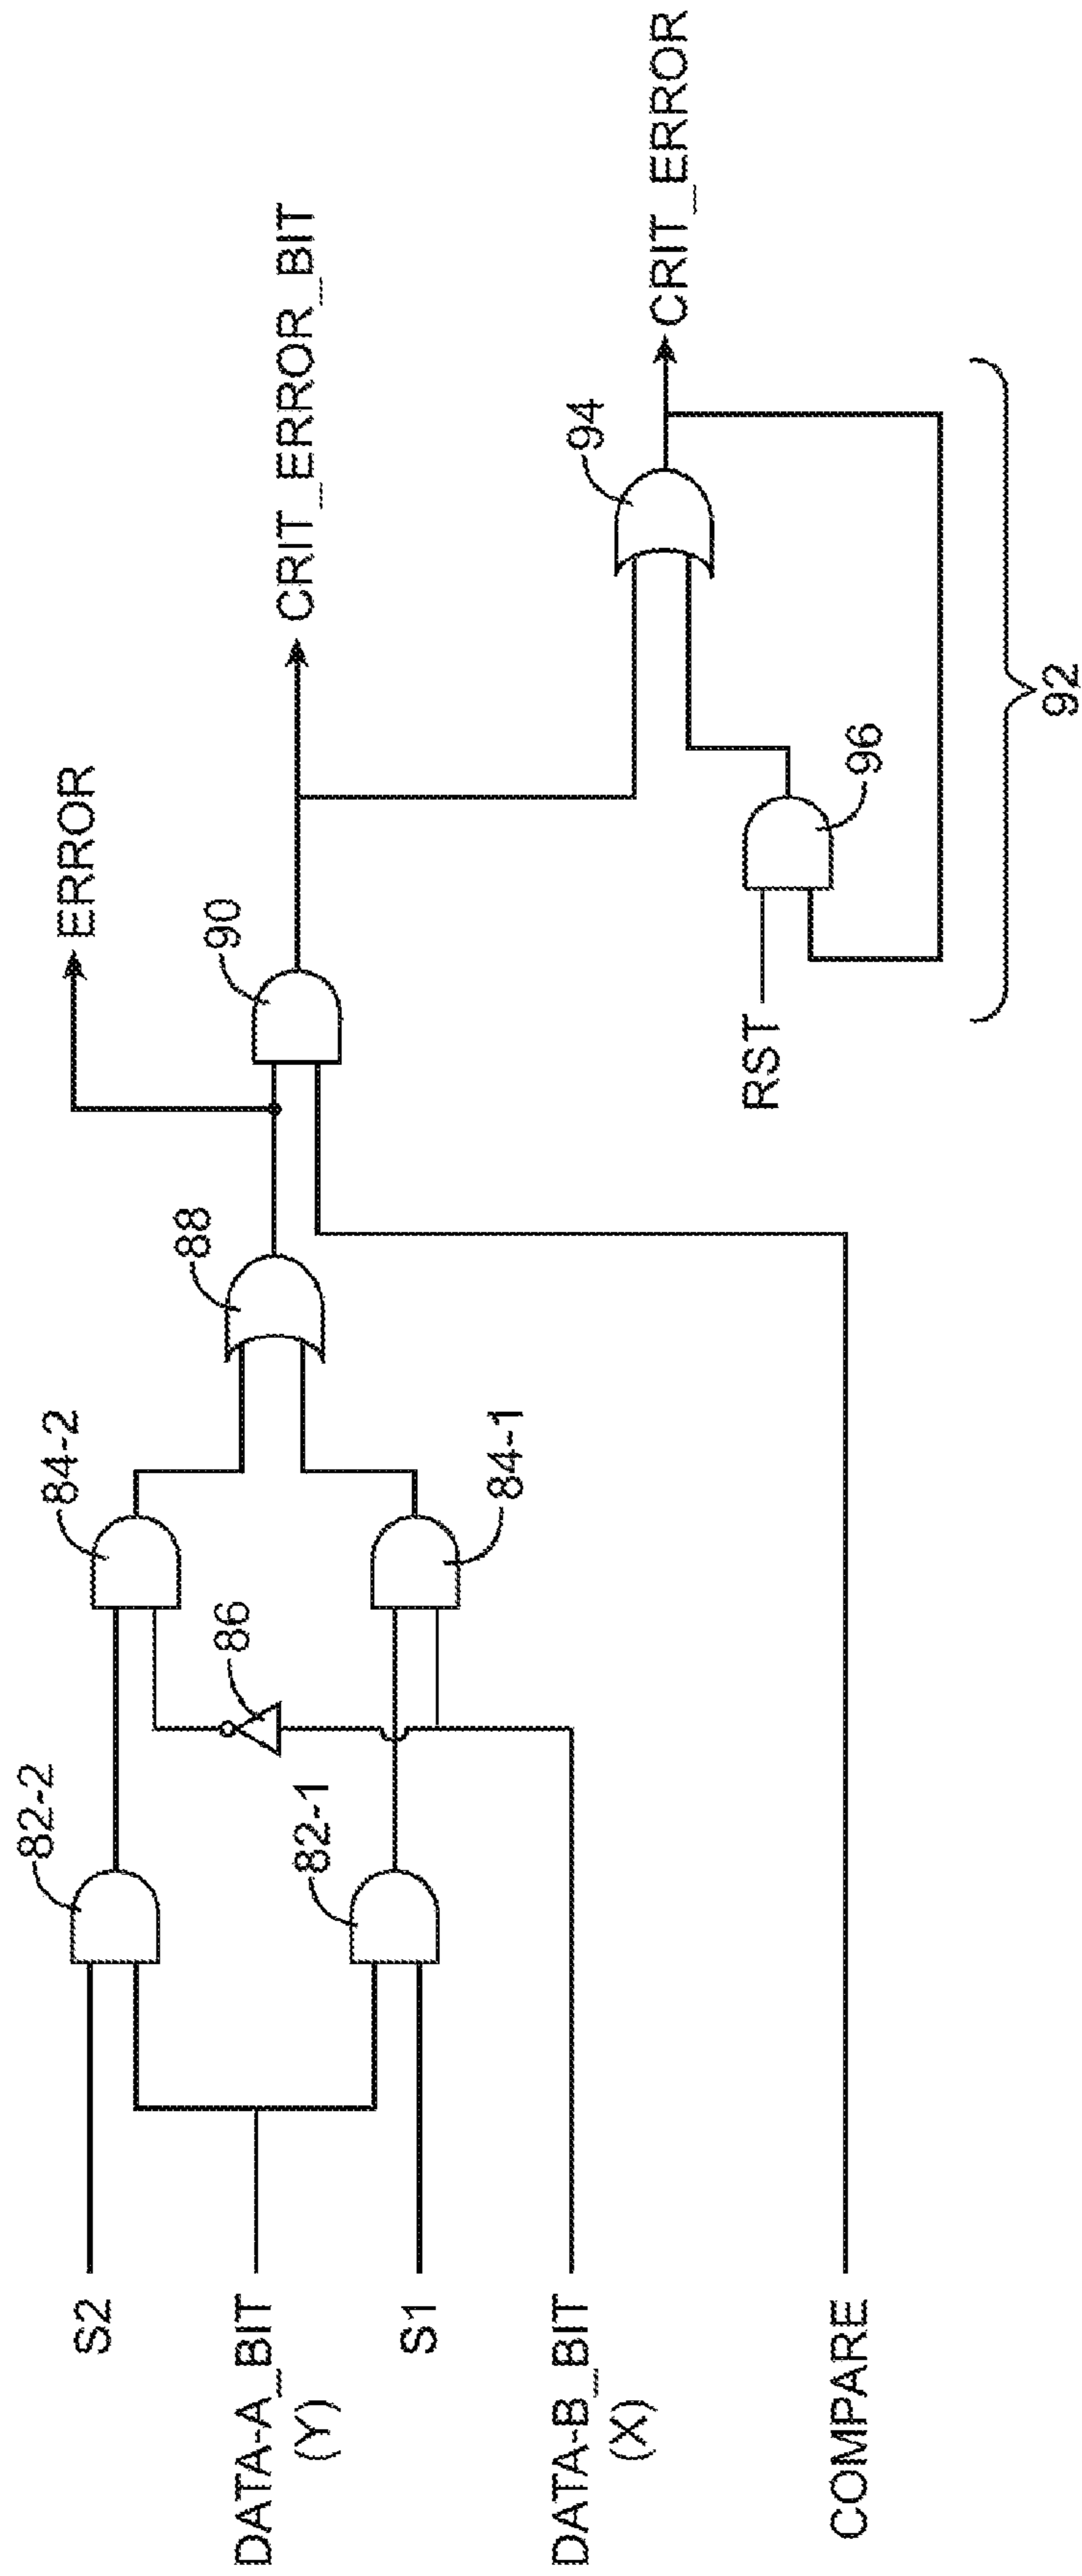 S2
DATA-A_BIT
(Y)
S1
DATA-B_BIT
(X)
COMPARE
82-2
82-1
84-2
86
84-1
88
90
ERROR
CRIT_ERROR_BIT
RST
96
94
CRIT_ERROR
92